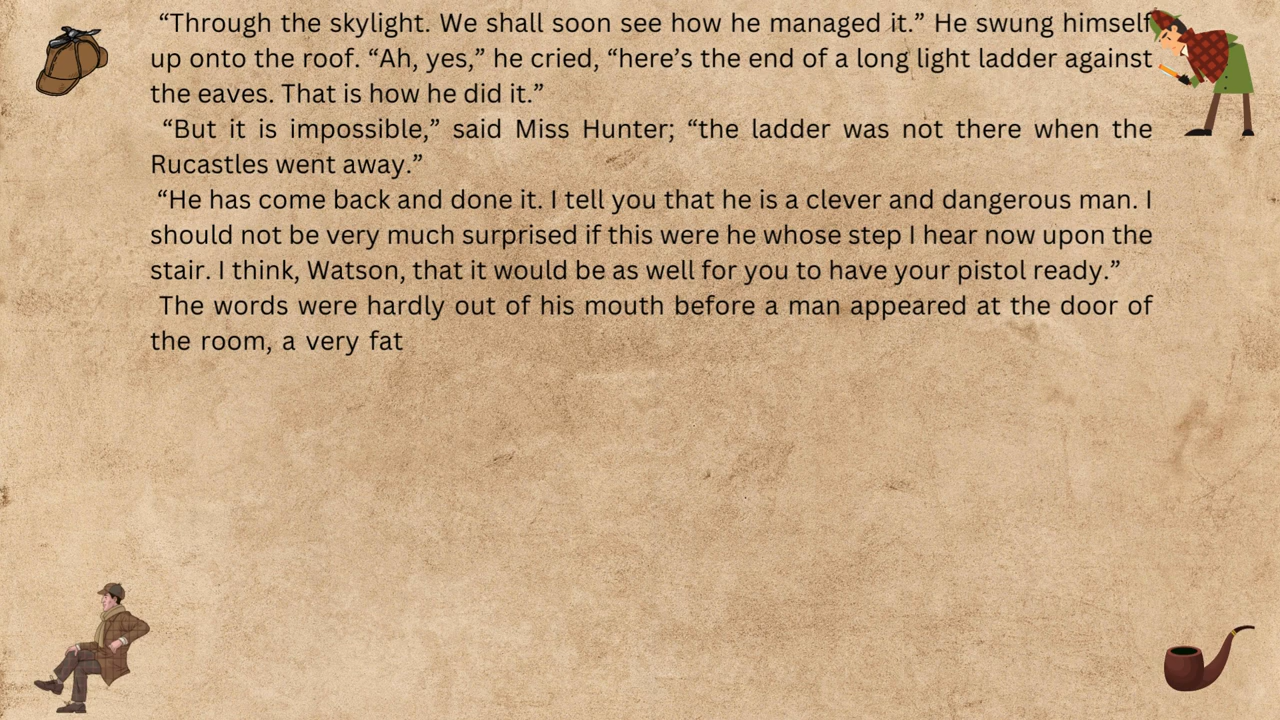 “Through the skylight. We shall soon see how he managed it.” He swung himself
up onto the roof. “Ah, yes,” he cried, “here’s the end of a long light ladder against
the eaves. That is how he did it.”
“But it is impossible,” said Miss Hunter; “the ladder was not there when the
Rucastles went away.”
“He has come back and done it. I tell you that he is a clever and dangerous man. I
should not be very much surprised if this were he whose step I hear now upon the
stair. I think, Watson, that it would be as well for you to have your pistol ready.”
The words were hardly out of his mouth before a man appeared at the door of
the room, a very fat